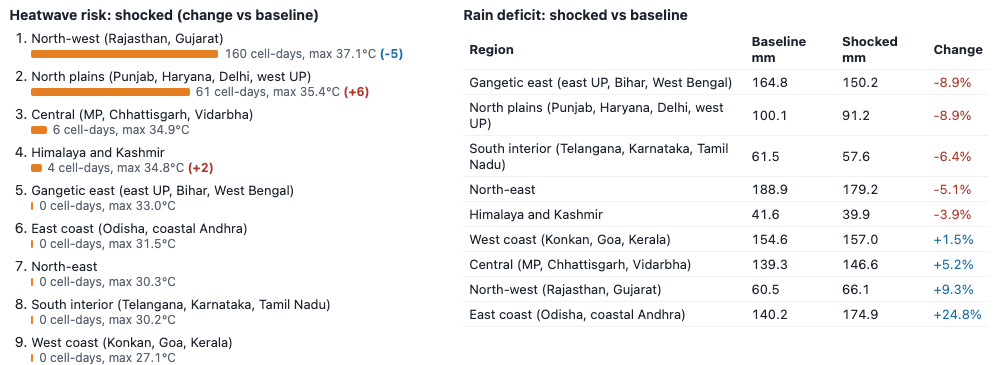 Heatwave risk: shocked (change vs baseline)
1. North-west (Rajasthan, Gujarat)
160 cell-days, max 37.1°C (-5)
2. North plains (Punjab, Haryana, Delhi, west UP)
61 cell-days, max 35.4°C (+6)
3. Central (MP, Chhattisgarh, Vidarbha)
6 cell-days, max 34.9°C
4. Himalaya and Kashmir
4 cell-days, max 34.8°C (+2)
5. Gangetic east (east UP, Bihar, West Bengal)
0 cell-days, max 33.0°C
6. East coast (Odisha, coastal Andhra)
0 cell-days, max 31.5°C
7. North-east
0 cell-days, max 30.3°C
8. South interior (Telangana, Karnataka, Tamil Nadu)
0 cell-days, max 30.2°C
9. West coast (Konkan, Goa, Kerala)
0 cell-days, max 27.1°C
Rain deficit: shocked vs baseline
Region Baseline mm Shocked mm Change
Gangetic east (east UP, Bihar, West Bengal) 164.8 150.2 -8.9%
North plains (Punjab, Haryana, Delhi, west UP) 100.1 91.2 -8.9%
South interior (Telangana, Karnataka, Tamil Nadu) 61.5 57.6 -6.4%
North-east 188.9 179.2 -5.1%
Himalaya and Kashmir 41.6 39.9 -3.9%
West coast (Konkan, Goa, Kerala) 154.6 157.0 +1.5%
Central (MP, Chhattisgarh, Vidarbha) 139.3 146.6 +5.2%
North-west (Rajasthan, Gujarat) 60.5 66.1 +9.3%
East coast (Odisha, coastal Andhra) 140.2 174.9 +24.8%